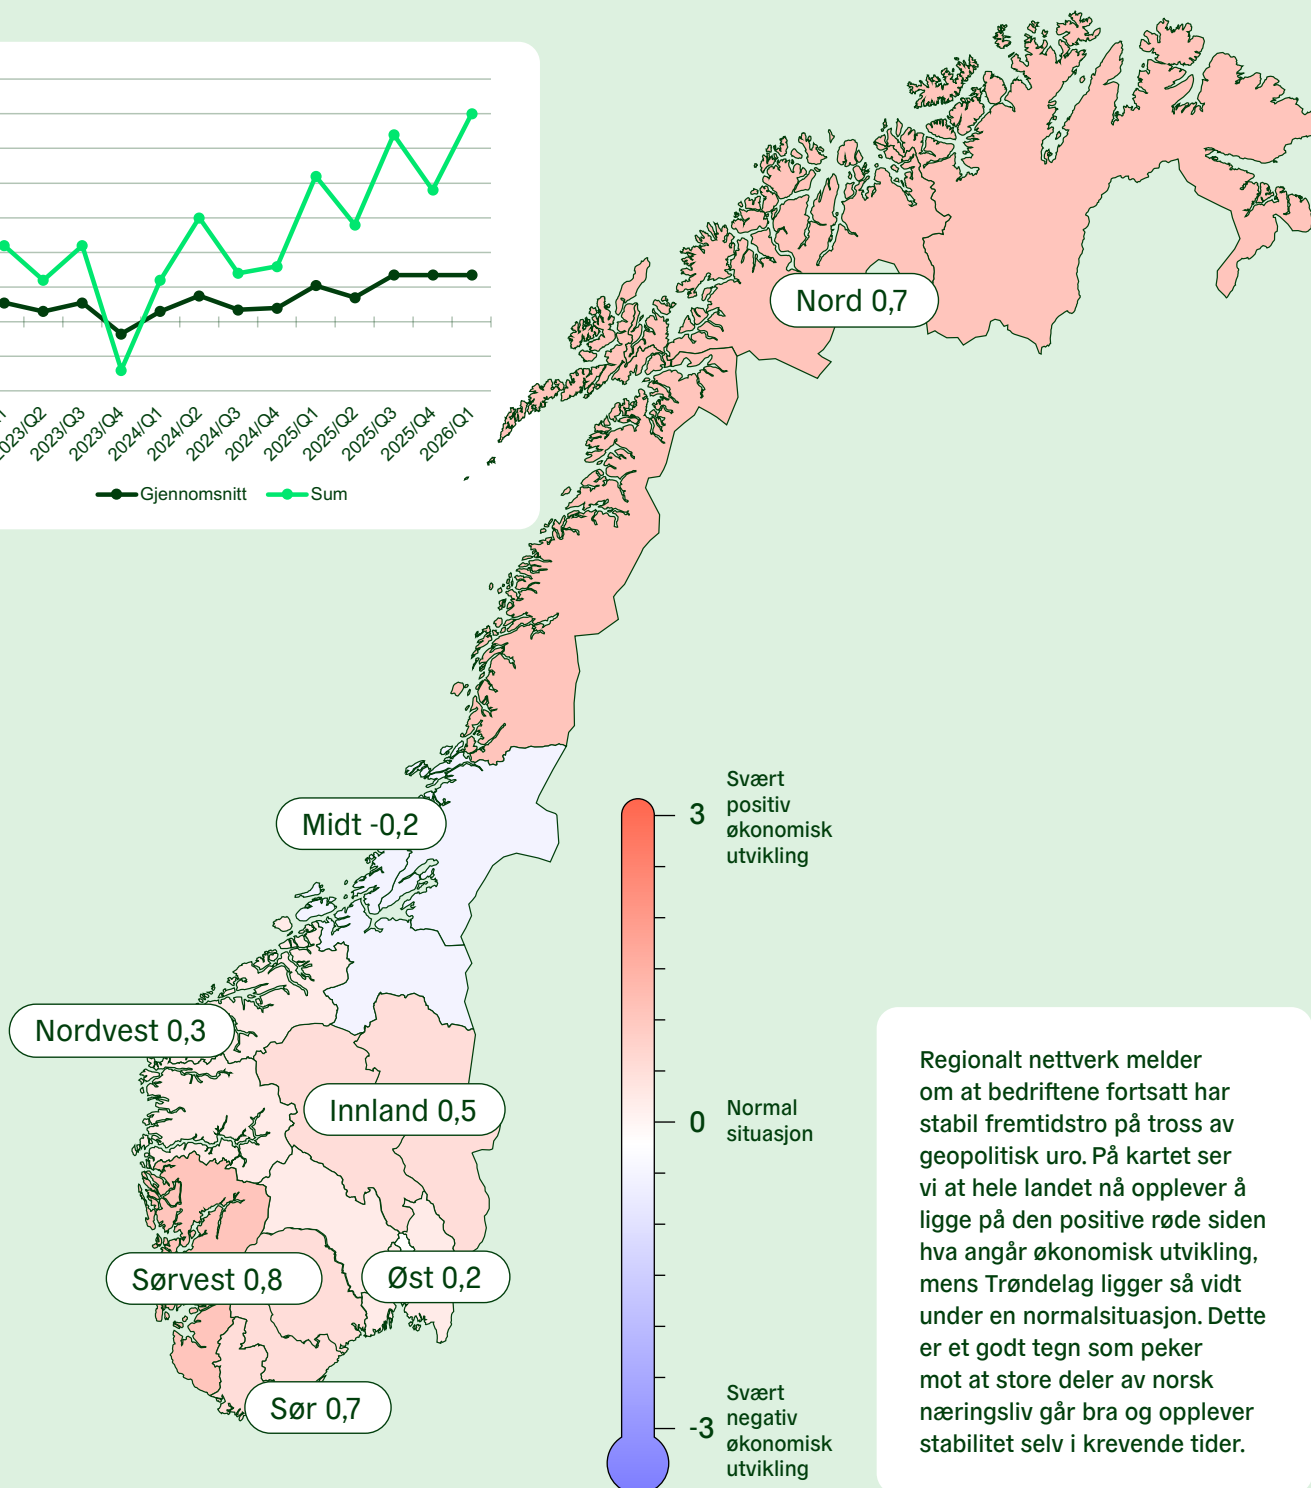 2023/Q2
2023/Q3
2023/Q4
2024/Q1
2024/Q2
2024/Q3
2024/Q4
2025/Q1
2025/Q2
2025/Q3
2025/Q4
2026/Q1
Gjennomsnitt
Sum
Nord 0,7
Midt -0,2
Nordvest 0,3
Innland 0,5
Sørvest 0,8
Øst 0,2
Sør 0,7
3
Svært
positiv
økonomisk
utvikling
0
Normal
situasjon
-3
Svært
negativ
økonomisk
utvikling
Regionalt nettverk melder
om at bedriftene fortsatt har
stabil fremtidstro på tross av
geopolitisk uro. På kartet ser
vi at hele landet nå opplever å
ligge på den positive røde siden
hva angår økonomisk utvikling,
mens Trøndelag ligger så vidt
under en normalsituasjon. Dette
er et godt tegn som peker
mot at store deler av norsk
næringsliv går bra og opplever
stabilitet selv i krevende tider.